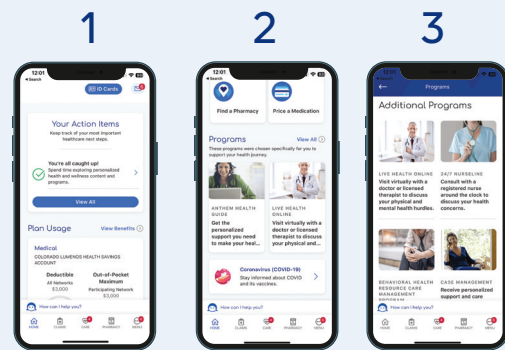 1
12:01
Search
ID Cards
Your Action Items
Keep track of your most important
healthcare next steps.
You're all caught up!
Spend time exploring personalized
health and wellness content and
programs.
View All
Plan Usage
View Benefits
Medical
COLORADO LUMENOS HEALTH SAVINGS
ACCOUNT
Deductible
All Networks
$3,000
Out-of-Pocket
Maximum
Participating Network
$3,000
How can I help you?
HOME
CLAIMS
CARE
PHARMACY
MENU
2
12:01
Search
Find a Pharmacy
Price a Medication
Programs
View All
These programs were chosen specifically for you to
support your health journey.
ANTHEM HEALTH
GUIDE
Get the
personalized
support you need
to make your heal...
LIVE HEALTH
ONLINE
Visit virtually with a
doctor or licensed
therapist to discuss
your physical and...
Coronavirus (COVID-19)
Stay informed about COVID
and its vaccines.
How can I help you?
HOME
CLAIMS
CARE
PHARMACY
MENU
3
12:01
Search
Programs
Additional Programs
LIVE HEALTH ONLINE
Visit virtually with a
doctor or licensed
therapist to discuss
your physical and
mental health hurdles.
24/7 NURSELINE
Consult with a
registered nurse
around the clock to
discuss your health
concerns.
BEHAVIORAL HEALTH
RESOURCE CARE
MANAGEMENT
PROGRAM
CASE MANAGEMENT
Receive personalized
support and care
How can I help you?
HOME
CLAIMS
CARE
PHARMACY
MENU